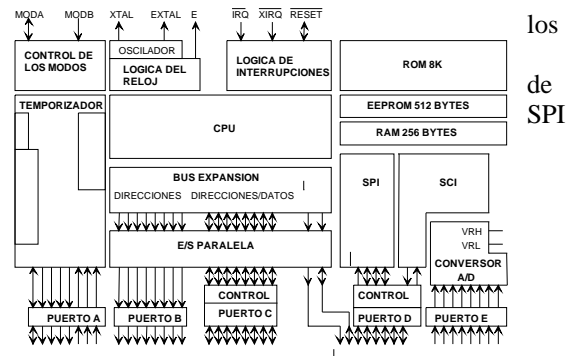 MODA MODB XTAL EXTAL E IRQ XIRQ RESET
los
CONTROL DE
LOS MODOS
OSCILADOR
LOGICA DEL
RELOJ
LOGICA DE
INTERRUPCIONES
ROM 8K
de
SPI
TEMPORIZADOR
CPU
EEPROM 512 BYTES
RAM 256 BYTES
BUS EXPANSION
DIRECCIONES DIRECCIONES/DATOS
SPI
SCI
E/S PARALELA
VRH
VRL
CONVERSOR
A/D
CONTROL
CONTROL
PUERTO A
PUERTO B
PUERTO C
PUERTO D
PUERTO E